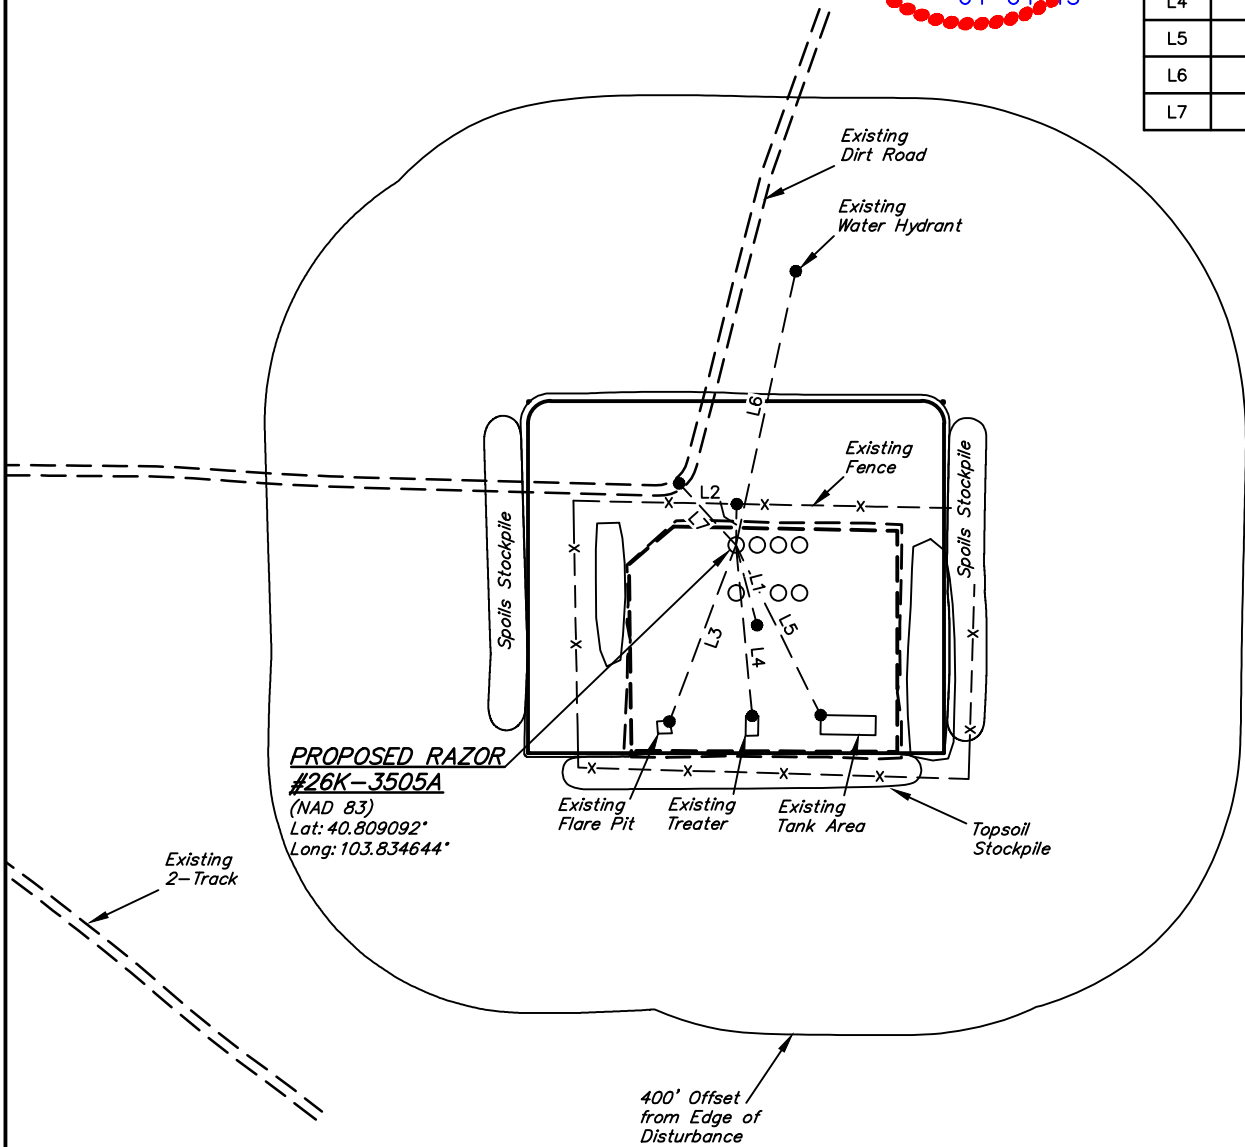 L4
L5
L6
L7
Existing
Dirt Road
Existing
Water Hydrant
L6
Existing
Fence
L2
Spoils Stockpile
Spoils Stockpile
L1
L3
L4
L5
PROPOSED RAZOR
#26K-3505A
(NAD 83)
Lat: 40.809092°
Long: 103.834644°
Existing
Flare Pit
Existing
Treater
Existing
Tank Area
Topsoil
Stockpile
Existing
2-Track
400' Offset
from Edge of
Disturbance